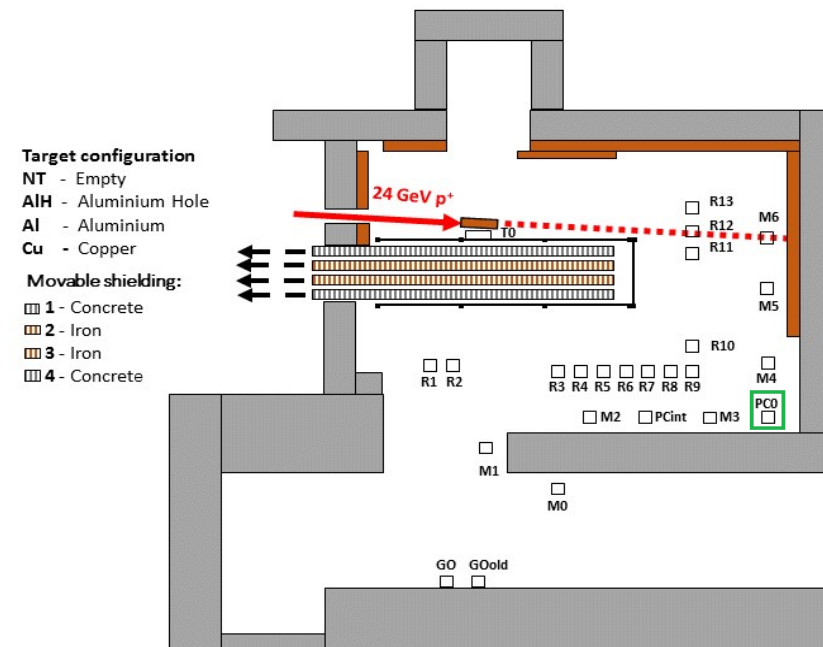 Target configuration
NT - Empty
AlH - Aluminium Hole
Al - Aluminium
Cu - Copper
Movable shielding:
1 - Concrete
2 - Iron
3 - Iron
4 - Concrete
24 GeV p⁺
T0
R13
R12
R11
M6
M5
R10
M4
R1 R2
R3 R4 R5 R6 R7 R8 R9
PC0
M2
PCint
M3
M1
M0
GO GOold